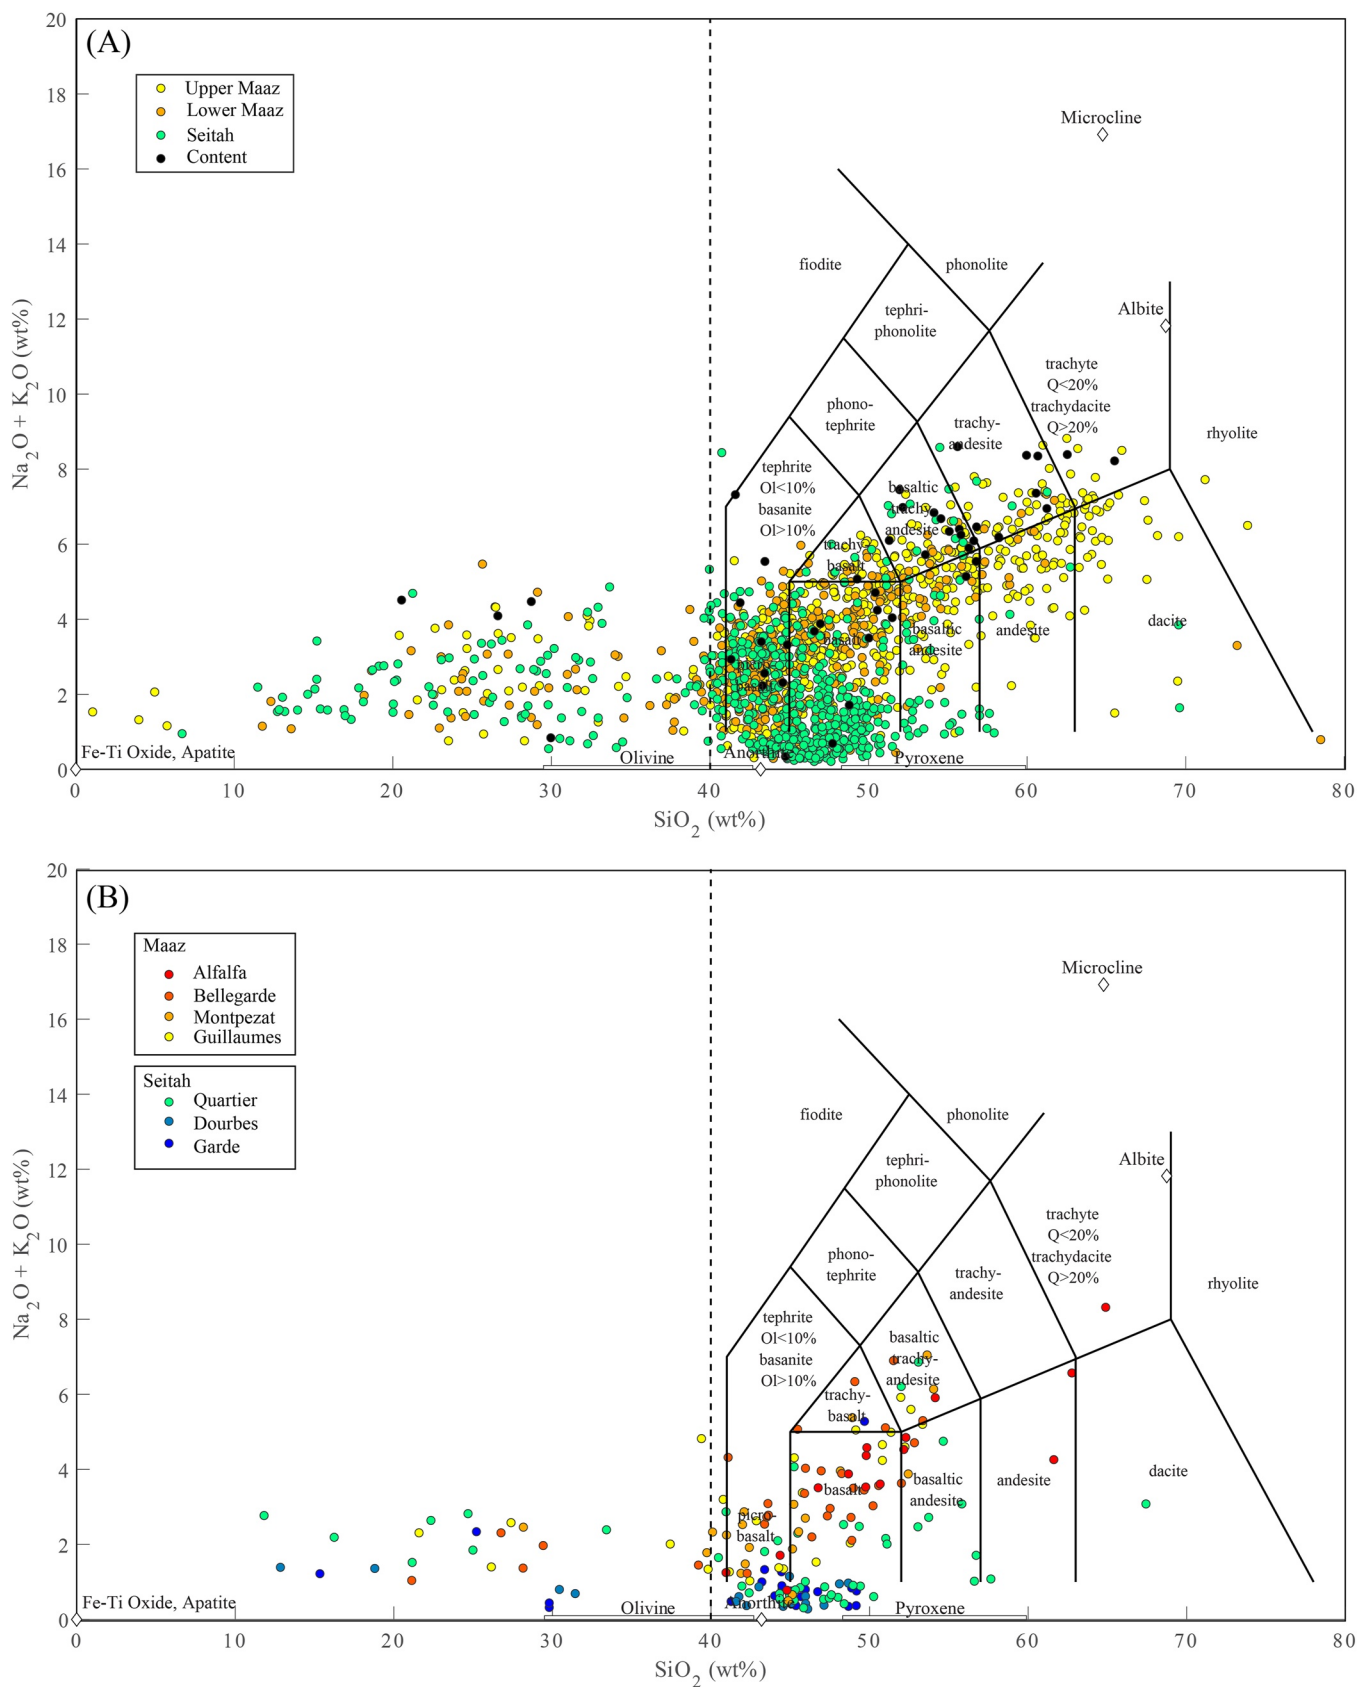 (A)
Upper Maaz
Lower Maaz
Seitah
Content
Microcline
fiodite
phonolite
tephri-
phonolite
Albite
phono-
tephrite
trachy-
andesite
trachyte
Q<20%
trachydacite
Q>20%
rhyolite
tephrite
Ol<10%
basanite
Ol>10%
basaltic
trachy-
andesite
trachy-
basalt
basalt
basaltic
andesite
andesite
dacite
picro-
basalt
Fe-Ti Oxide, Apatite
Olivine
Anorthite
Pyroxene
0 2 4 6 8 10 12 14 16 18 20
Na2O + K2O (wt%)
0 10 20 30 40 50 60 70 80
SiO2 (wt%)
(B)
Maaz
Alfalfa
Bellegarde
Montpezat
Guillaumes
Seitah
Quartier
Dourbes
Garde
Microcline
fiodite
phonolite
tephri-
phonolite
Albite
phono-
tephrite
trachy-
andesite
trachyte
Q<20%
trachydacite
Q>20%
rhyolite
tephrite
Ol<10%
basanite
Ol>10%
basaltic
trachy-
andesite
trachy-
basalt
basalt
basaltic
andesite
andesite
dacite
picro-
basalt
Fe-Ti Oxide, Apatite
Olivine
Anorthite
Pyroxene
0 2 4 6 8 10 12 14 16 18 20
Na2O + K2O (wt%)
0 10 20 30 40 50 60 70 80
SiO2 (wt%)